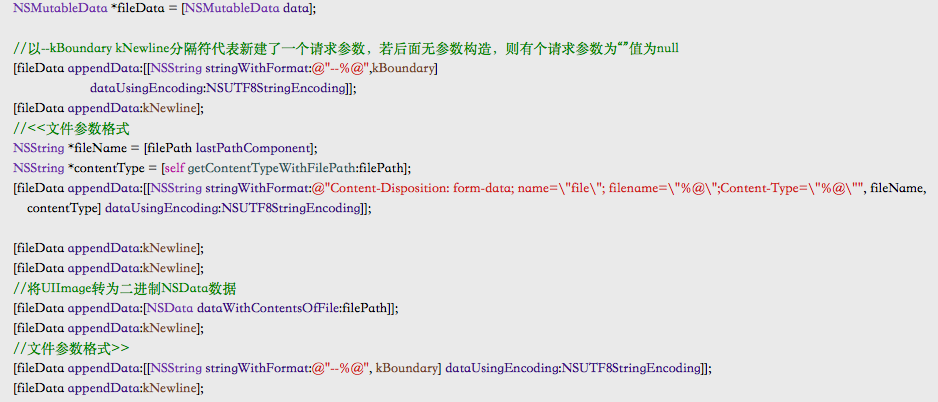 NSMutableData *fileData = [NSMutableData data];
//以--kBoundary kNewline分隔符代表新建了一个请求参数，若后面无参数构造，则有个请求参数为“”值为null
[fileData appendData:[[NSString stringWithFormat:@"--%@",kBoundary]
dataUsingEncoding:NSUTF8StringEncoding]];
[fileData appendData:kNewline];
//<<文件参数格式
NSString *fileName = [filePath lastPathComponent];
NSString *contentType = [self getContentTypeWithFilePath:filePath];
[fileData appendData:[[NSString stringWithFormat:@"Content-Disposition: form-data; name=\"file\"; filename=\"%@\";Content-Type=\"%@\"", fileName,
contentType] dataUsingEncoding:NSUTF8StringEncoding]];
[fileData appendData:kNewline];
[fileData appendData:kNewline];
//将UIImage转为二进制NSData数据
[fileData appendData:[NSData dataWithContentsOfFile:filePath]];
[fileData appendData:kNewline];
//文件参数格式>>
[fileData appendData:[[NSString stringWithFormat:@"--%@", kBoundary] dataUsingEncoding:NSUTF8StringEncoding]];
[fileData appendData:kNewline];